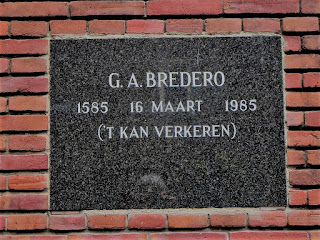 G. A. BREDERO
1585 16 MAART 1985
('T KAN VERKEREN)